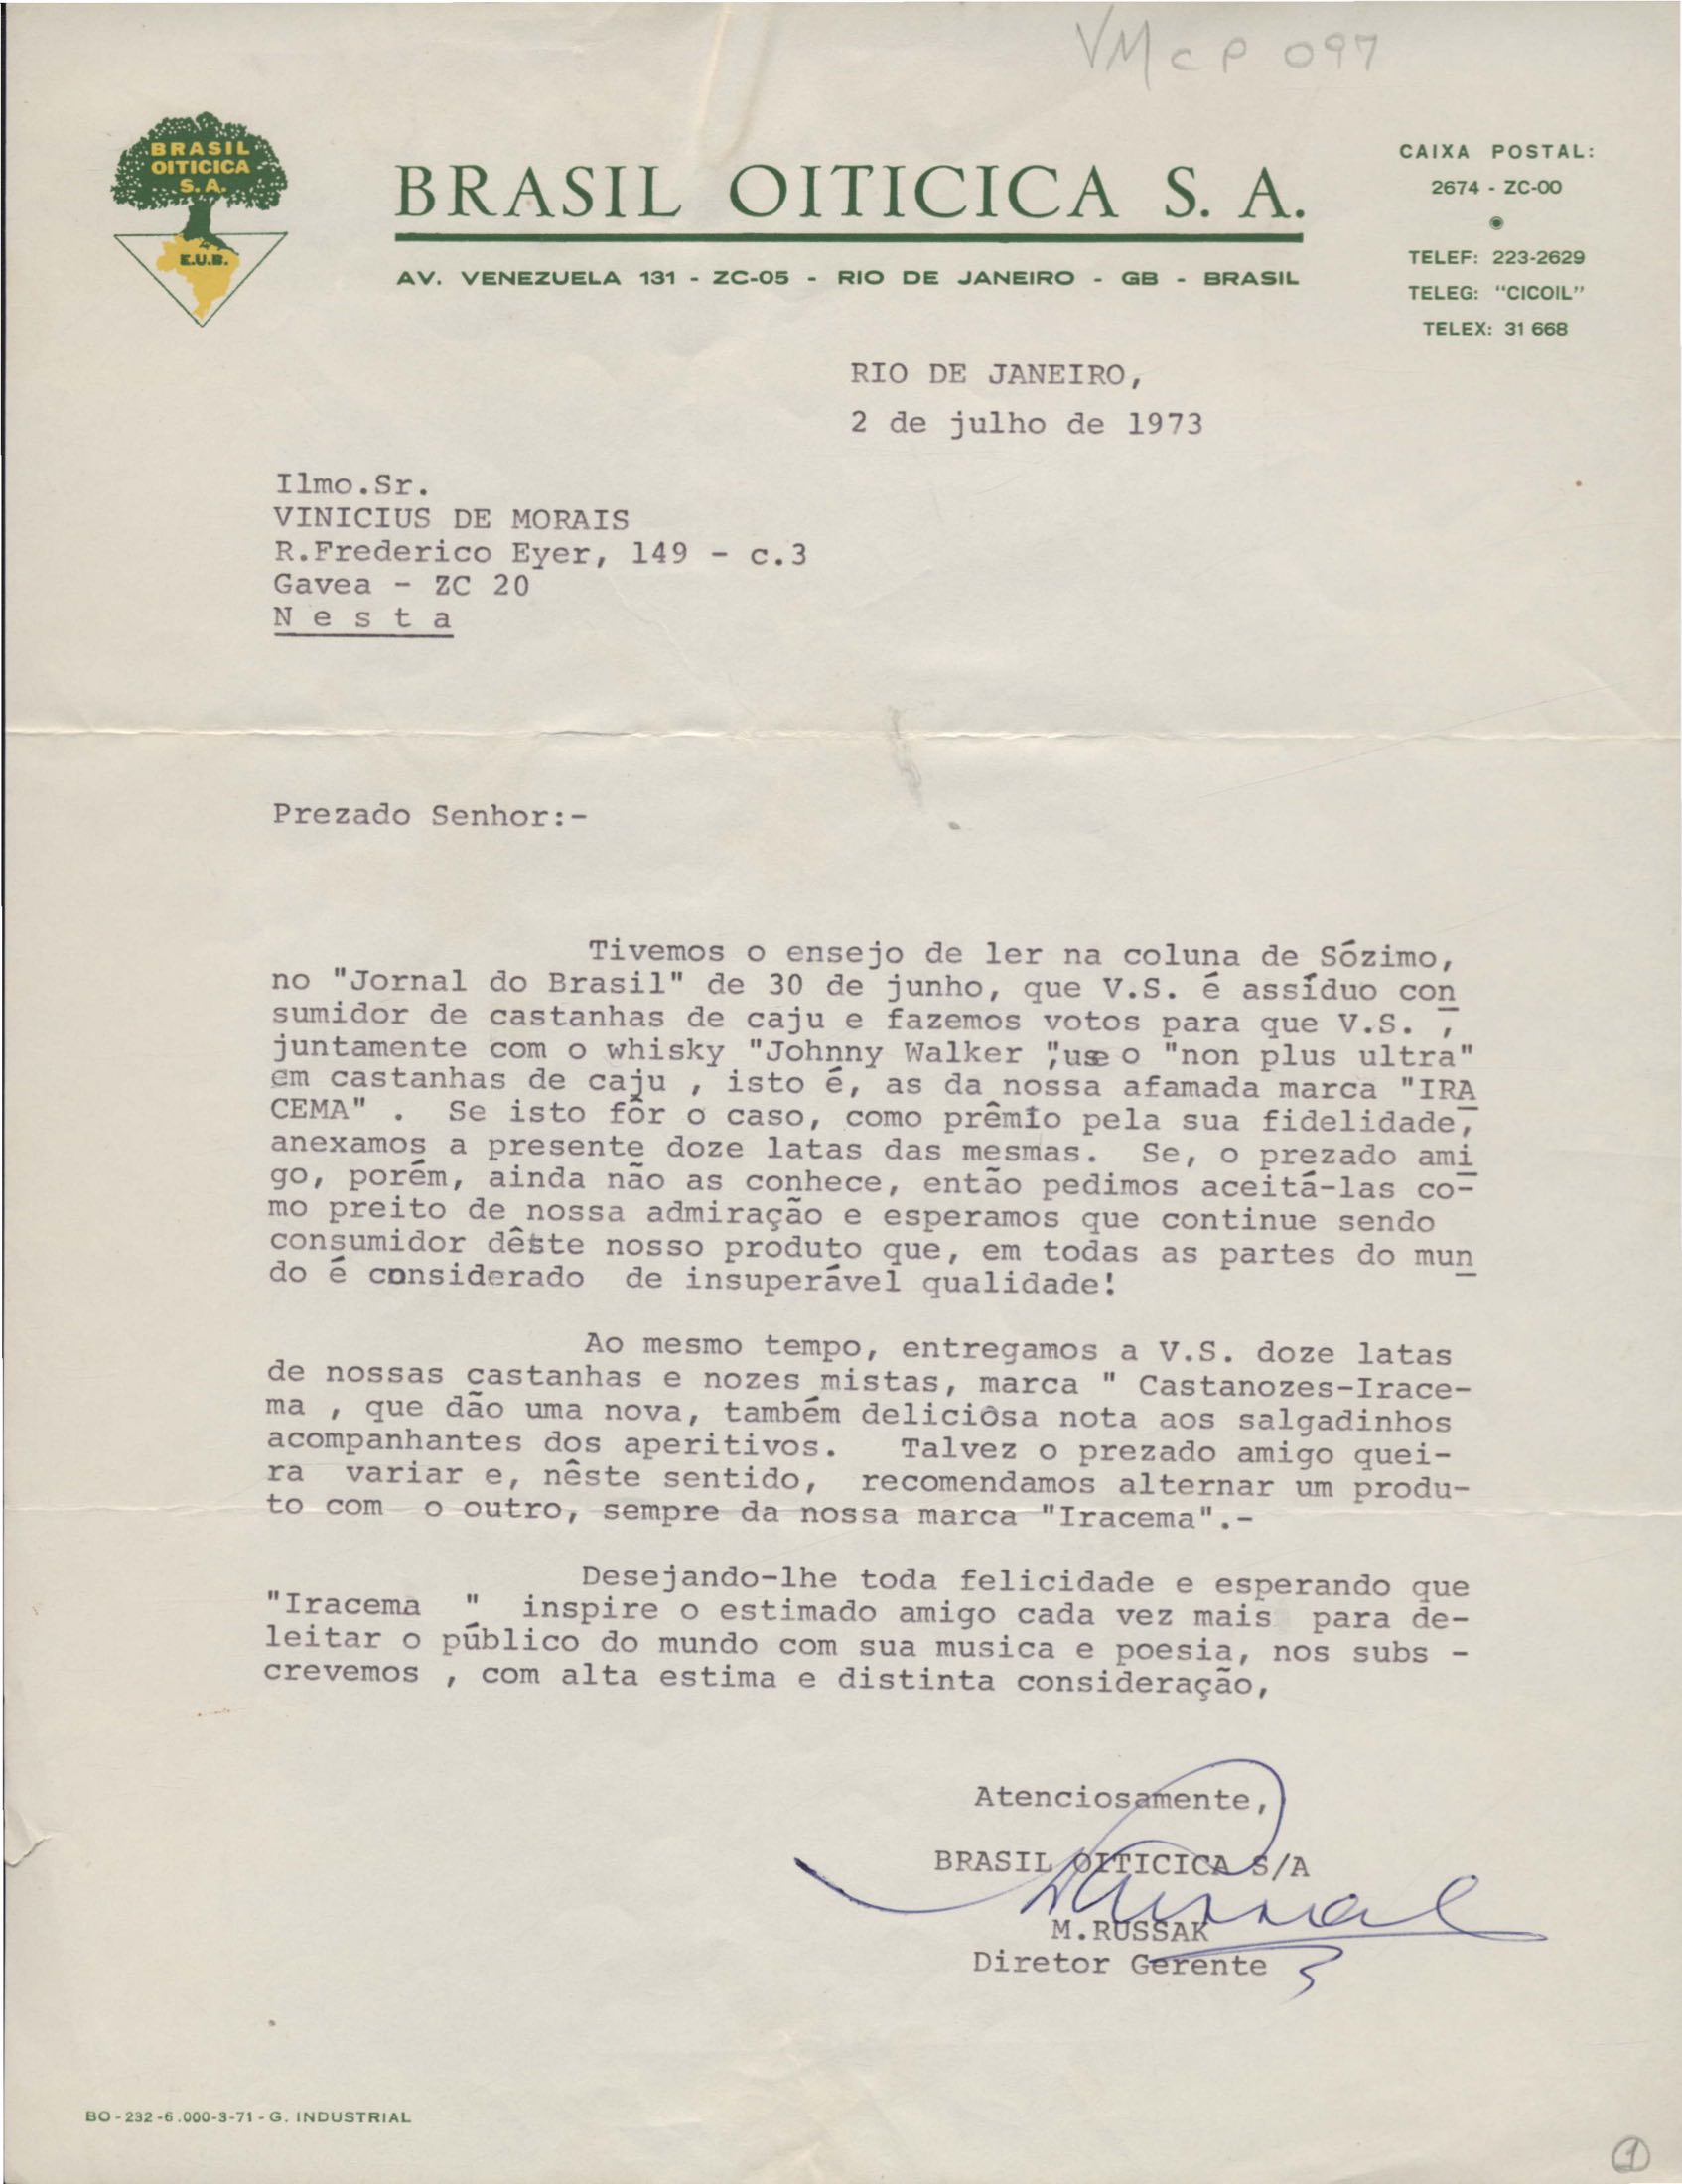 VMcP 097
BRASIL
OITICICA
S.A.
E.U.B.
BRASIL OITICICA S. A.
AV. VENEZUELA 131 - ZC-05 - RIO DE JANEIRO - GB - BRASIL
CAIXA POSTAL:
2674 - ZC-00
TELEF: 223-2629
TELEG: "CICOIL"
TELEX: 31 668
RIO DE JANEIRO,
2 de julho de 1973
Ilmo.Sr.
VINICIUS DE MORAIS
R.Frederico Eyer, 149 - c.3
Gavea - ZC 20
N e s t a
Prezado Senhor:-
Tivemos o ensejo de ler na coluna de Sózimo,
no "Jornal do Brasil" de 30 de junho, que V.S. é assíduo con
sumidor de castanhas de caju e fazemos votos para que V.S. ,
juntamente com o whisky "Johnny Walker ",use o "non plus ultra"
em castanhas de caju , isto é, as da nossa afamada marca "IRA
CEMA" . Se isto fôr o caso, como prêmio pela sua fidelidade,
anexamos a presente doze latas das mesmas. Se, o prezado ami
go, porém, ainda não as conhece, então pedimos aceitá-las co-
mo preito de nossa admiração e esperamos que continue sendo
consumidor dêste nosso produto que, em todas as partes do mun
do é considerado de insuperável qualidade!
Ao mesmo tempo, entregamos a V.S. doze latas
de nossas castanhas e nozes mistas, marca " Castanozes-Irace-
ma , que dão uma nova, também deliciôsa nota aos salgadinhos
acompanhantes dos aperitivos. Talvez o prezado amigo quei-
ra variar e, nêste sentido, recomendamos alternar um produ-
to com o outro, sempre da nossa marca "Iracema".-
Desejando-lhe toda felicidade e esperando que
"Iracema " inspire o estimado amigo cada vez mais para de-
leitar o público do mundo com sua musica e poesia, nos subs -
crevemos , com alta estima e distinta consideração,
Atenciosamente,
BRASIL OITICICA S/A
M.RUSSAK
Diretor Gerente
BO-232-6.000-3-71 - G. INDUSTRIAL
1